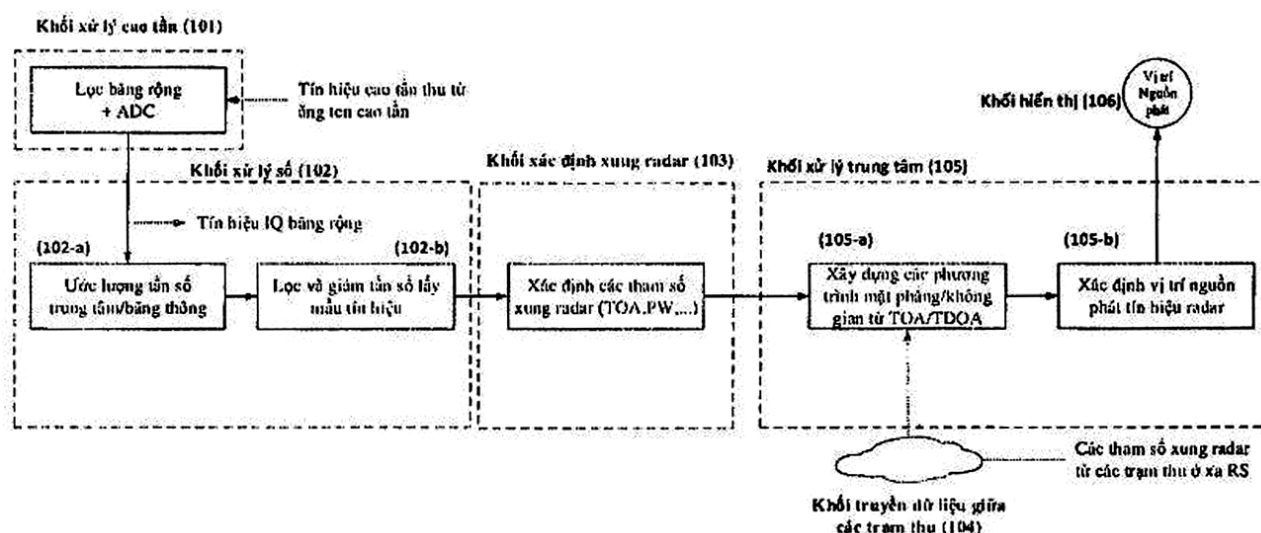 Khối xử lý cao tần (101)
Lọc băng rộng
+ ADC
Tín hiệu cao tần thu từ
ăng ten cao tần
Vị trí
Nguồn
phát
Khối hiển thị (106)
Khối xử lý số (102)
Khối xác định xung radar (103)
Khối xử lý trung tâm (105)
Tín hiệu IQ băng rộng
(102-a)
(102-b)
(105-a)
(105-b)
Ước lượng tần số
trung tâm/băng thông
Lọc và giảm tần số lấy
mẫu tín hiệu
Xác định các tham số
xung radar (TOA,PW,...)
Xây dựng các phương
trình mặt phẳng/không
gian từ TOA/TDOA
Xác định vị trí nguồn
phát tín hiệu radar
Các tham số xung radar
từ các trạm thu ở xa RS
Khối truyền dữ liệu giữa
các trạm thu (104)